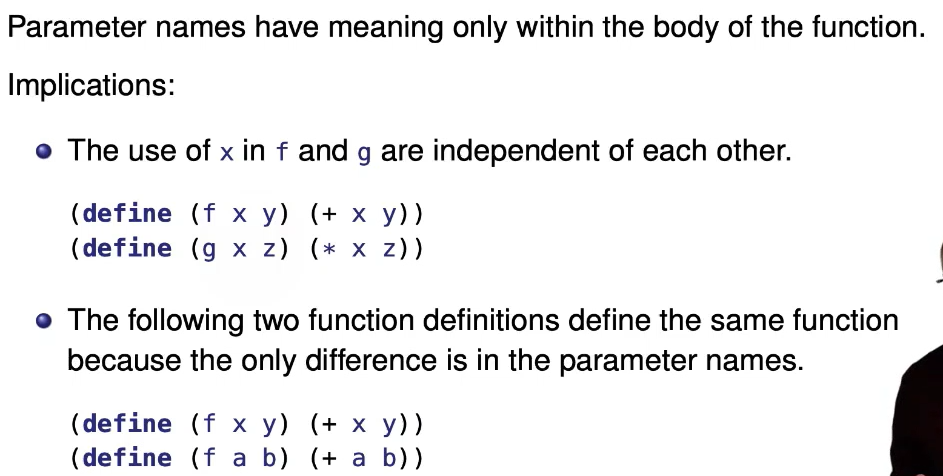 Parameter names have meaning only within the body of the function.
Implications:
The use of x in f and g are independent of each other.
(define (f x y) (+ x y))
(define (g x z) (* x z))
The following two function definitions define the same function
because the only difference is in the parameter names.
(define (f x y) (+ x y))
(define (f a b) (+ a b))